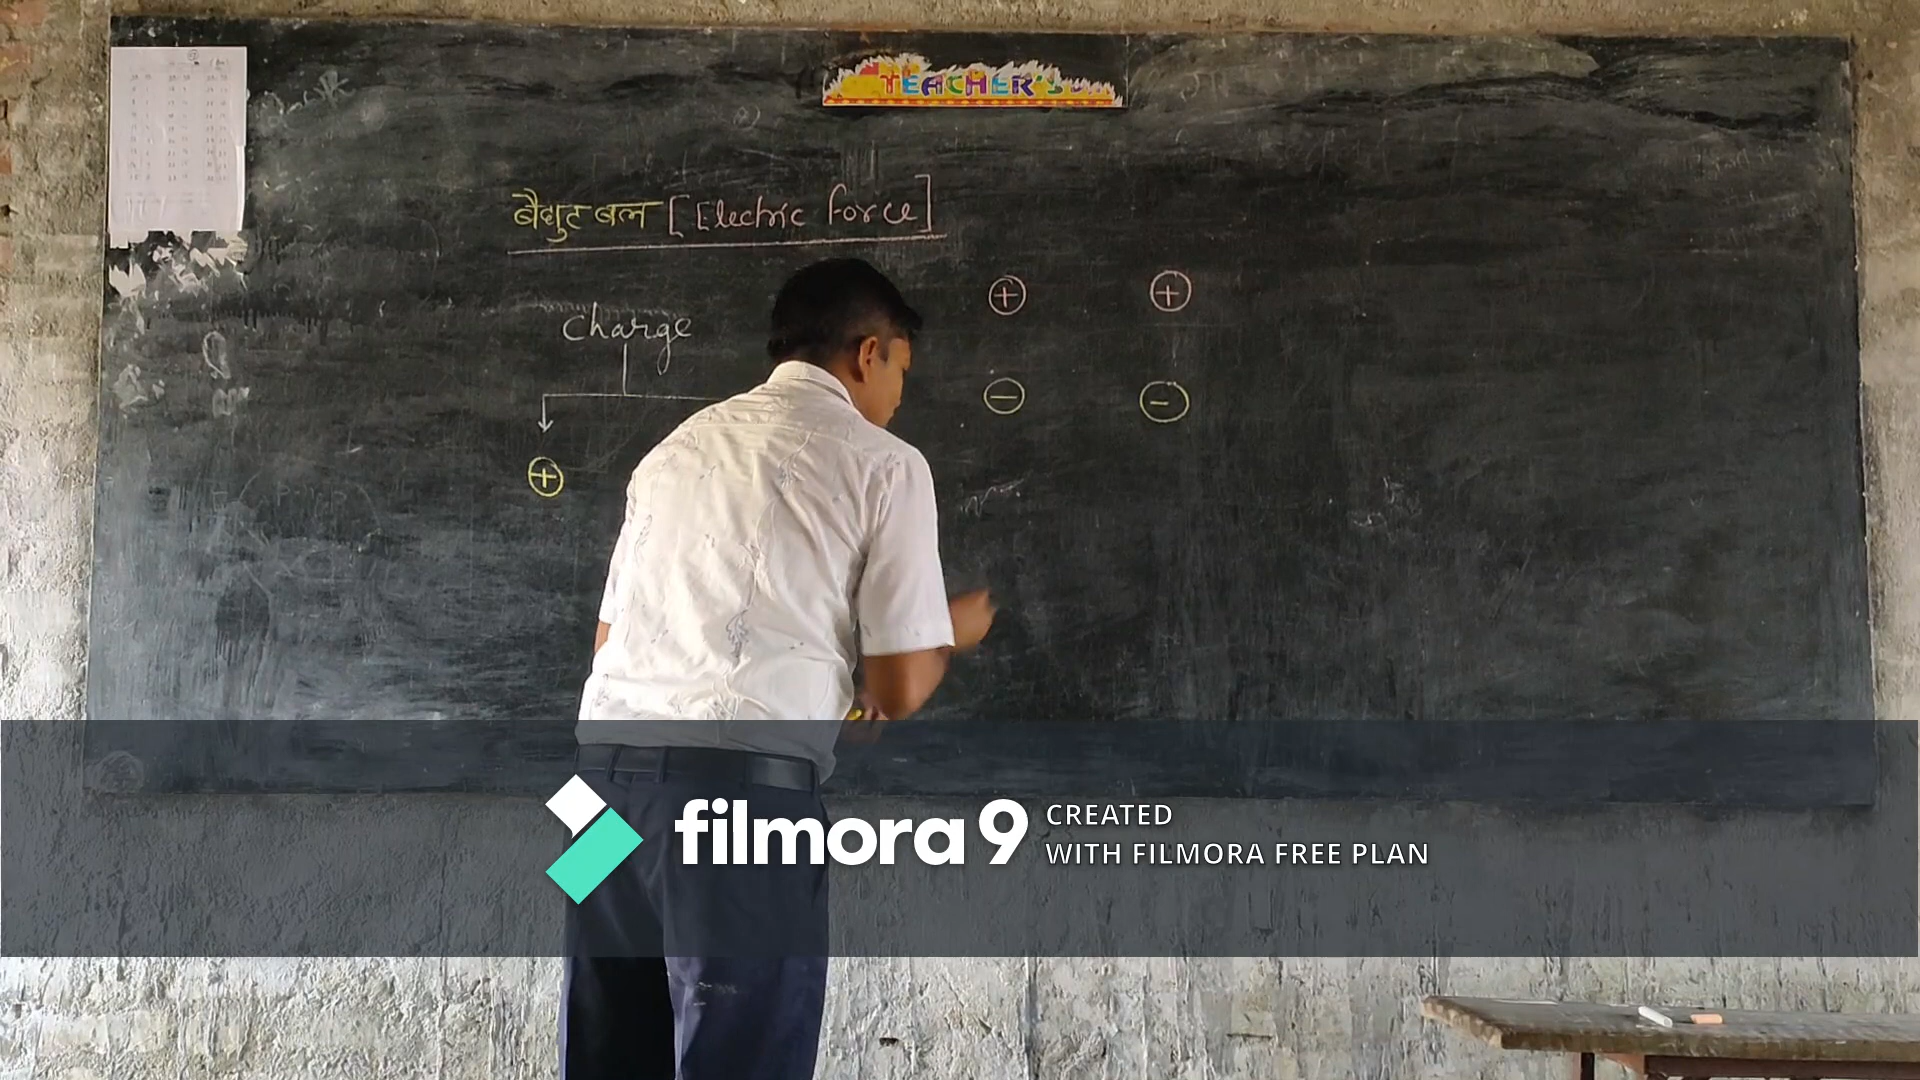 TEACHER'S
बैद्युत बल [Electric force]
Charge
+
+ +
− −
filmora 9 CREATED
WITH FILMORA FREE PLAN